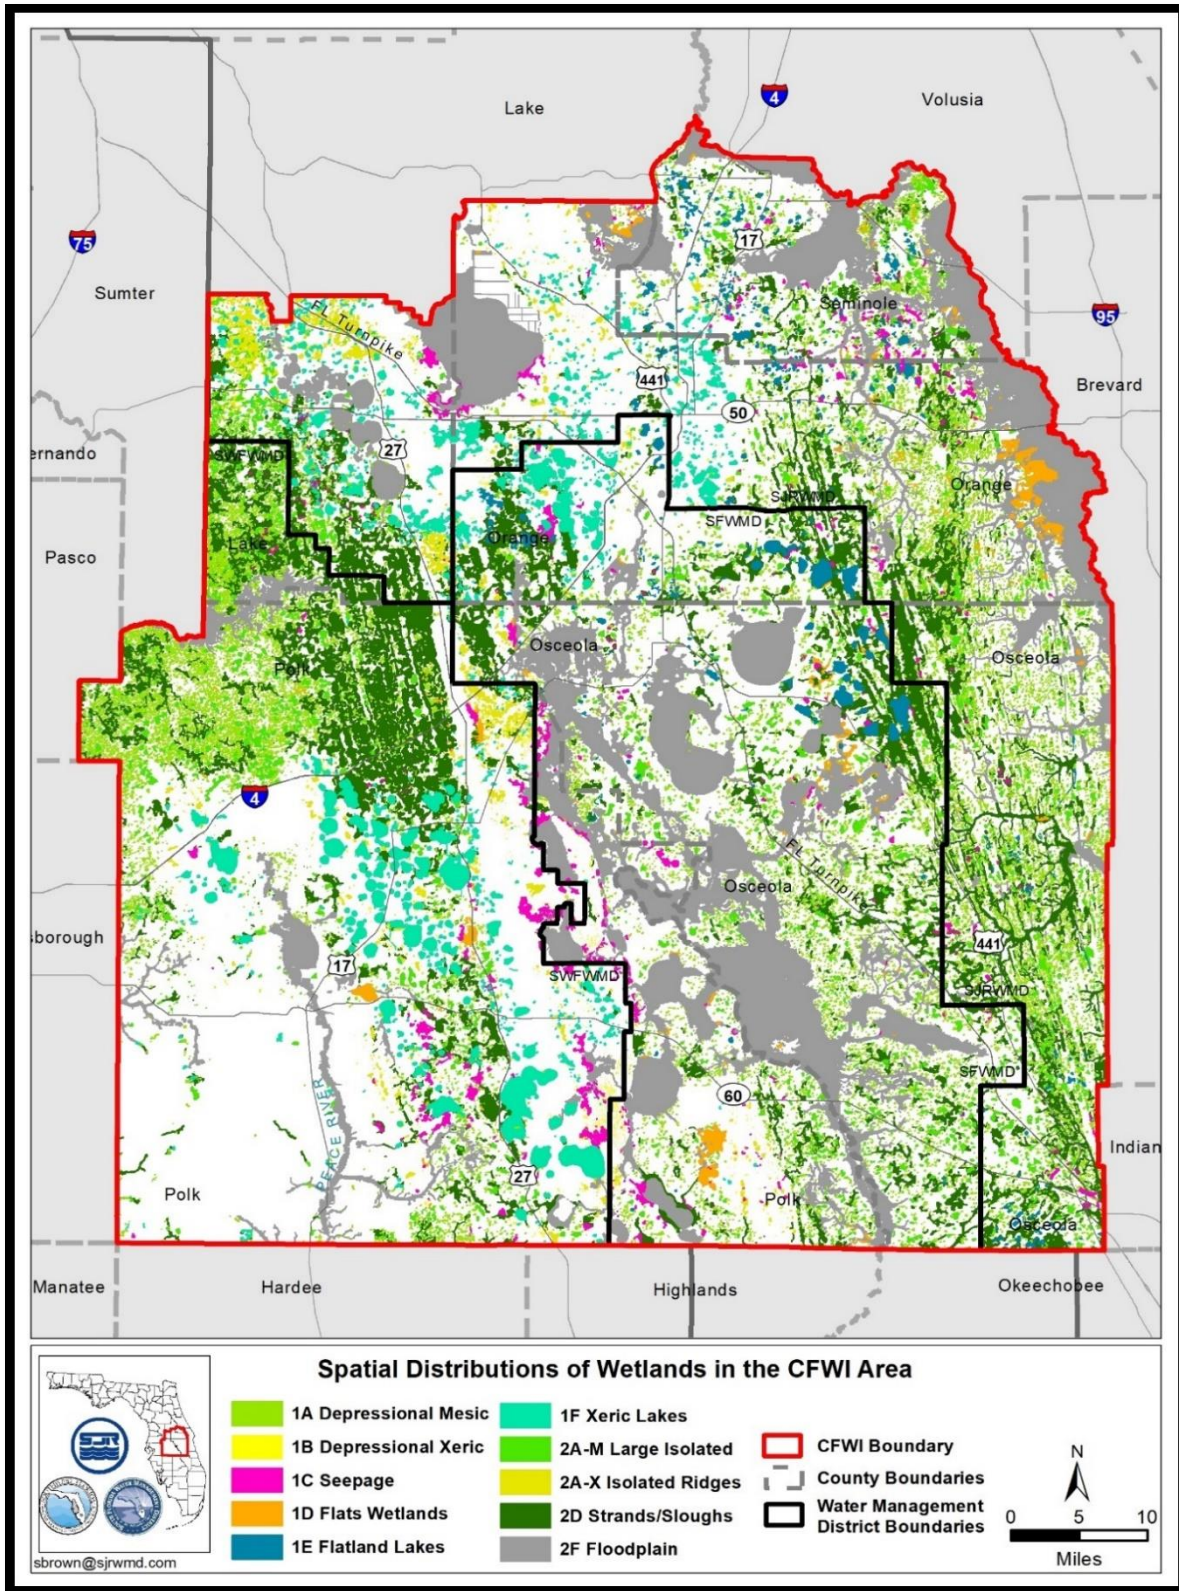 Lake
Volusia
4
75
17
Sumter
Seminole
95
FL Turnpike
441
Brevard
50
27
ernando
SWFWMD
Orange
SJRWMD
SFWMD
Orange
Lake
Pasco
Osceola
Osceola
Polk
4
FL Turnpike
Osceola
sborough
441
17
SWFWMD
SJRWMD
SFWMD
60
PEACE RIVER
Indian
27
Polk
Polk
Osceola
Manatee
Hardee
Highlands
Okeechobee
Spatial Distributions of Wetlands in the CFWI Area
1A Depressional Mesic
1B Depressional Xeric
1C Seepage
1D Flats Wetlands
1E Flatland Lakes
1F Xeric Lakes
2A-M Large Isolated
2A-X Isolated Ridges
2D Strands/Sloughs
2F Floodplain
CFWI Boundary
County Boundaries
Water Management
District Boundaries
N
0 5 10
Miles
SJR
sbrown@sjrwmd.com